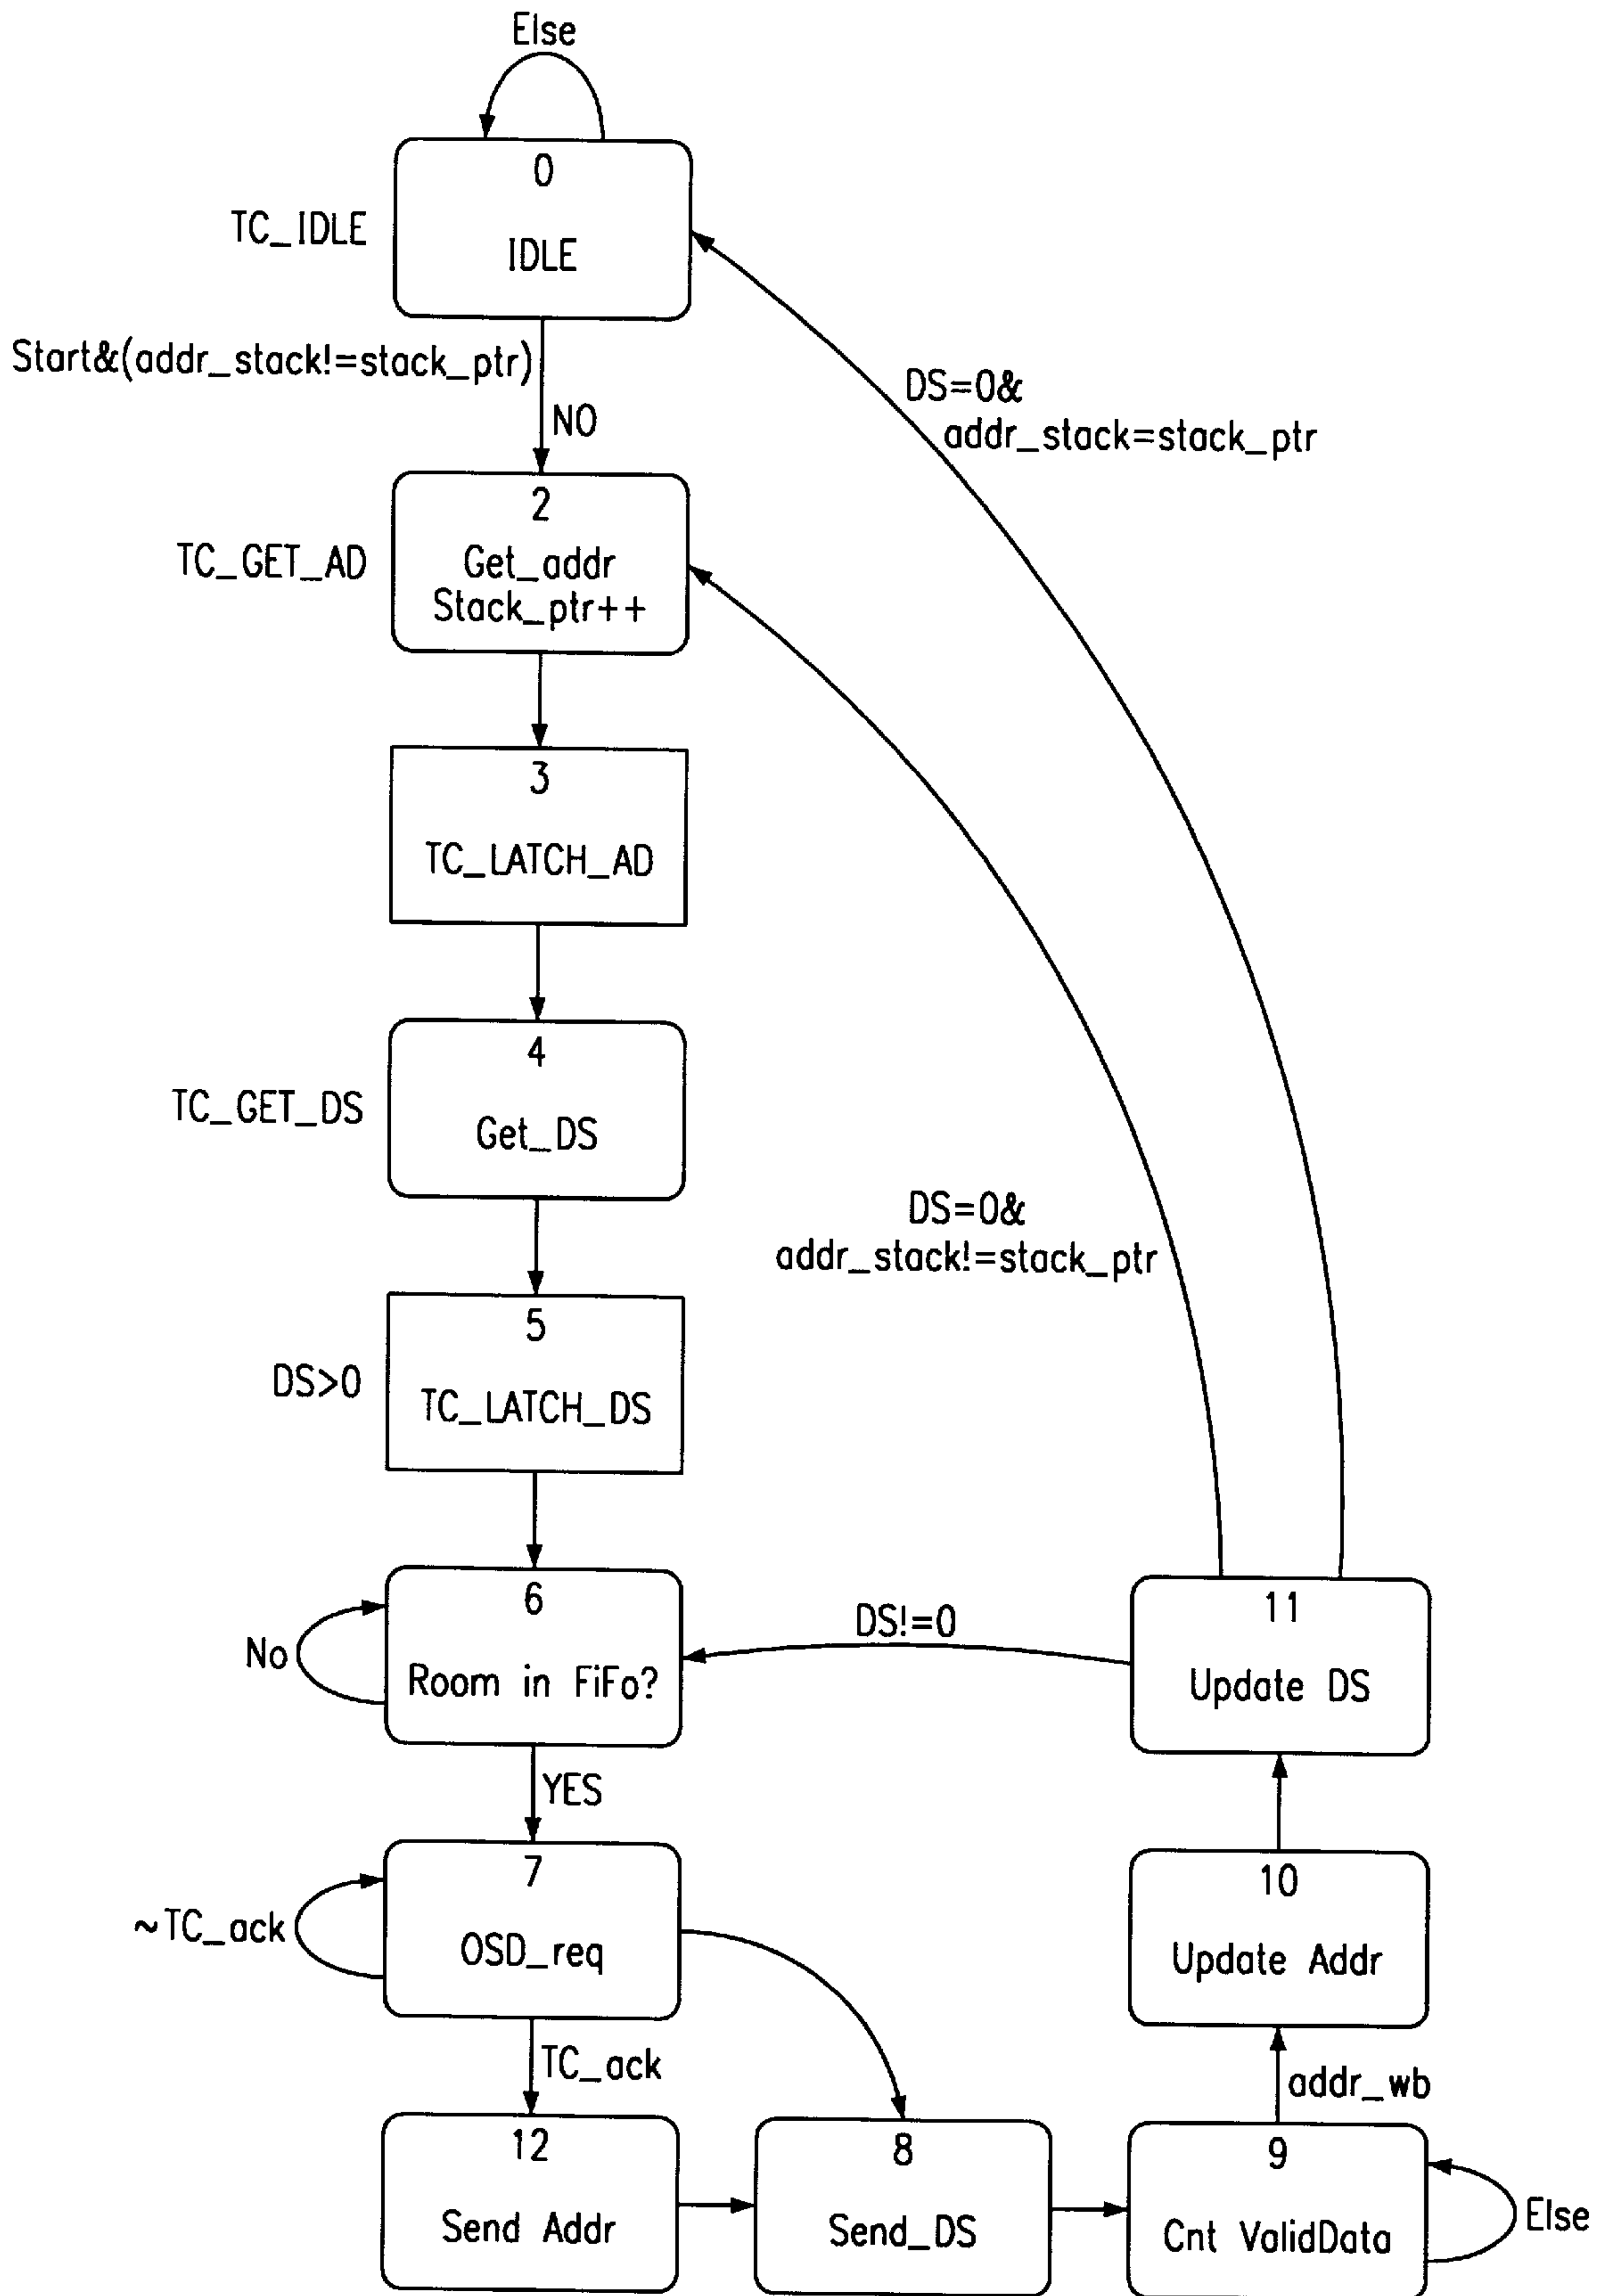 Else
0
TC_IDLE
IDLE
Start&(addr_stack!=stack_ptr)
NO
DS=0&
addr_stack=stack_ptr
2
TC_GET_AD
Get_addr
Stack_ptr++
3
TC_LATCH_AD
4
TC_GET_DS
Get_DS
DS=0&
addr_stack!=stack_ptr
5
DS>0
TC_LATCH_DS
6
No
Room in FiFo?
DS!=0
11
Update DS
YES
7
~TC_ack
OSD_req
10
Update Addr
TC_ack
addr_wb
12
Send Addr
8
Send_DS
9
Cnt ValidData
Else